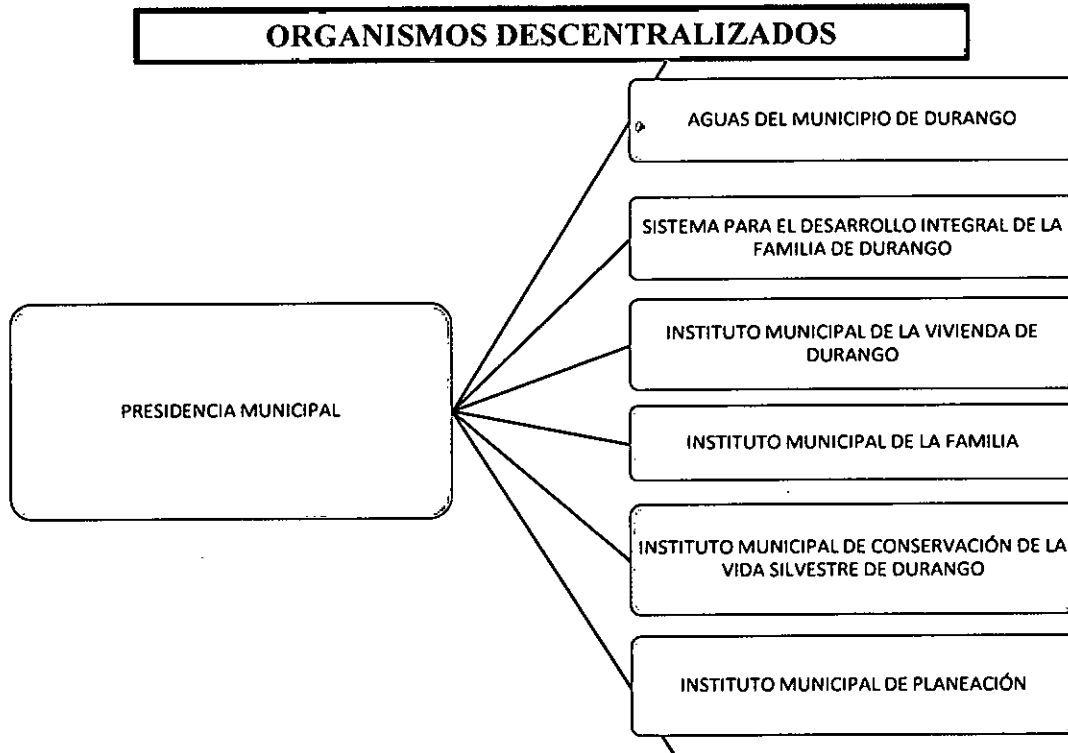 ORGANISMOS DESCENTRALIZADOS
AGUAS DEL MUNICIPIO DE DURANGO
SISTEMA PARA EL DESARROLLO INTEGRAL DE LA
FAMILIA DE DURANGO
INSTITUTO MUNICIPAL DE LA VIVIENDA DE
DURANGO
PRESIDENCIA MUNICIPAL
INSTITUTO MUNICIPAL DE LA FAMILIA
INSTITUTO MUNICIPAL DE CONSERVACIÓN DE LA
VIDA SILVESTRE DE DURANGO
INSTITUTO MUNICIPAL DE PLANEACIÓN